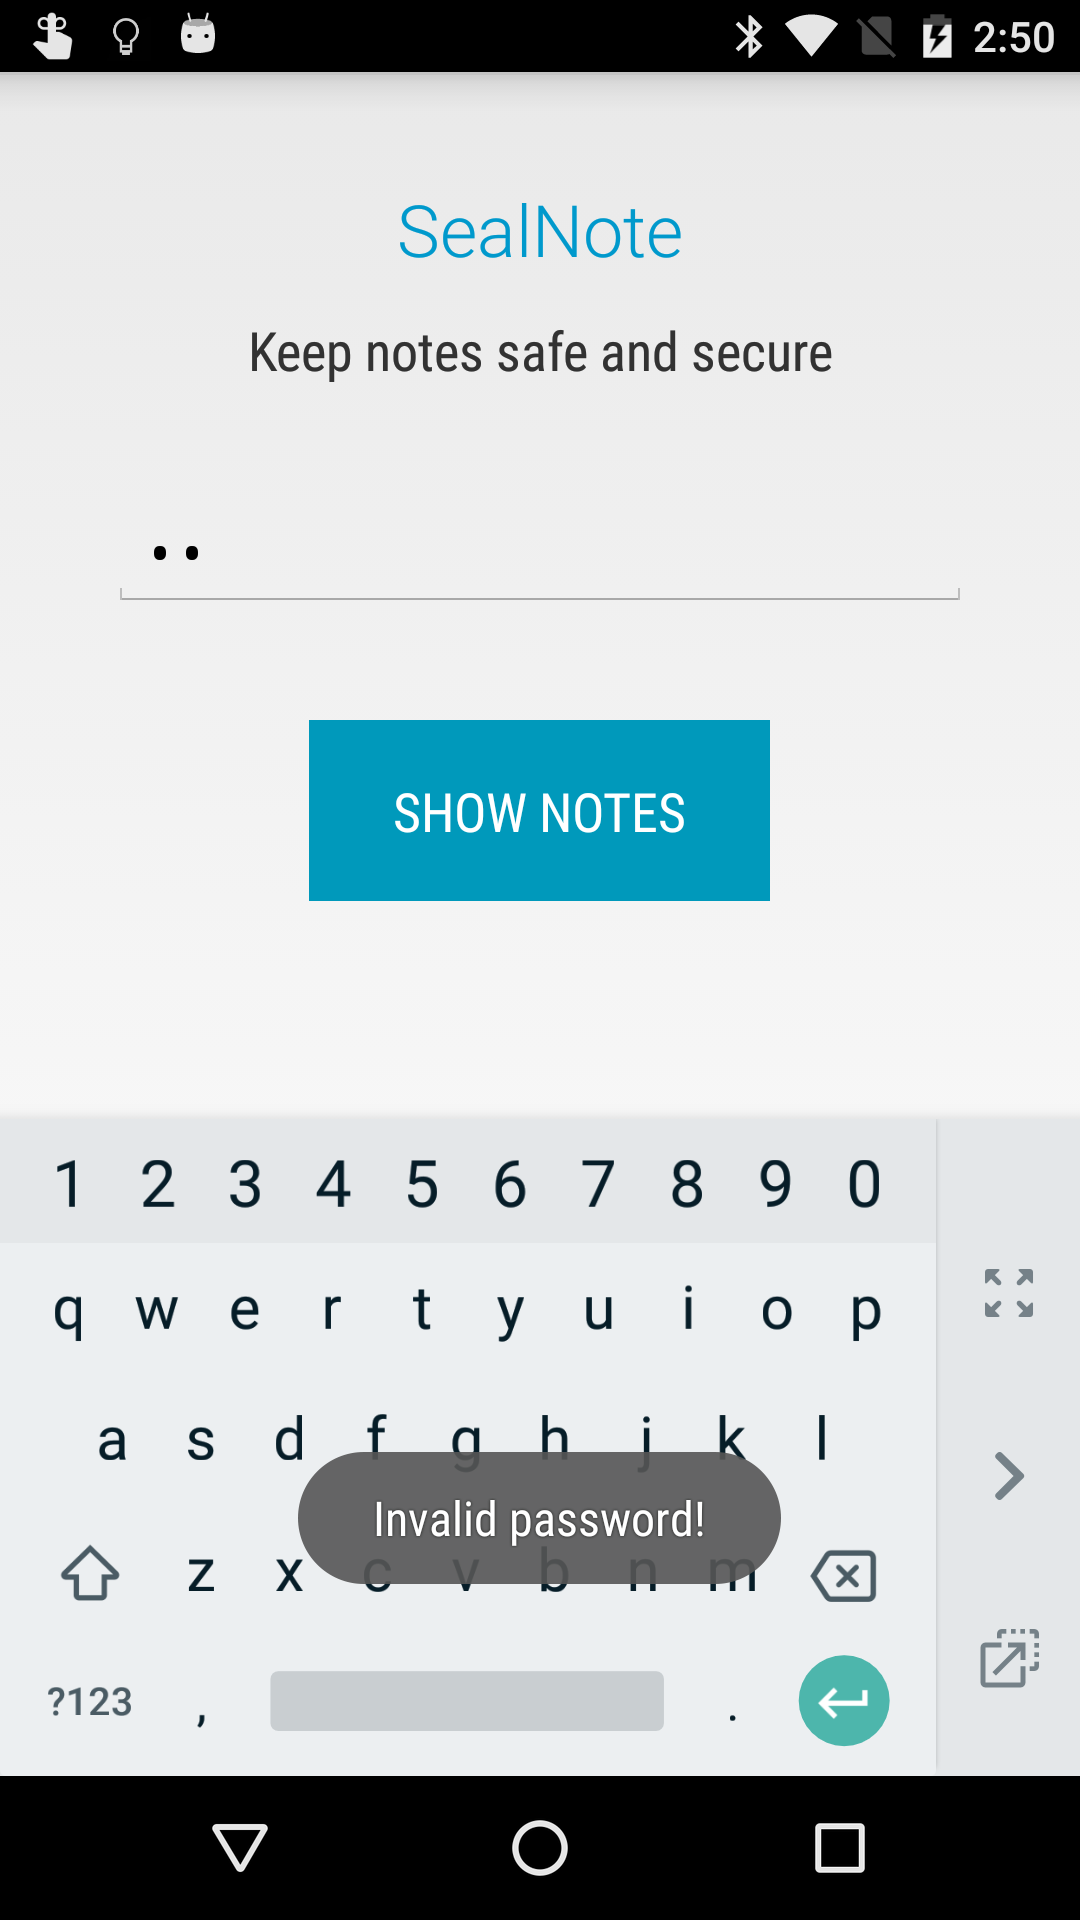 2:50
SealNote
Keep notes safe and secure
••
SHOW NOTES
1 2 3 4 5 6 7 8 9 0
q w e r t y u i o p
a s d f g h j k l
Invalid password!
z x c v b n m
?123 , .